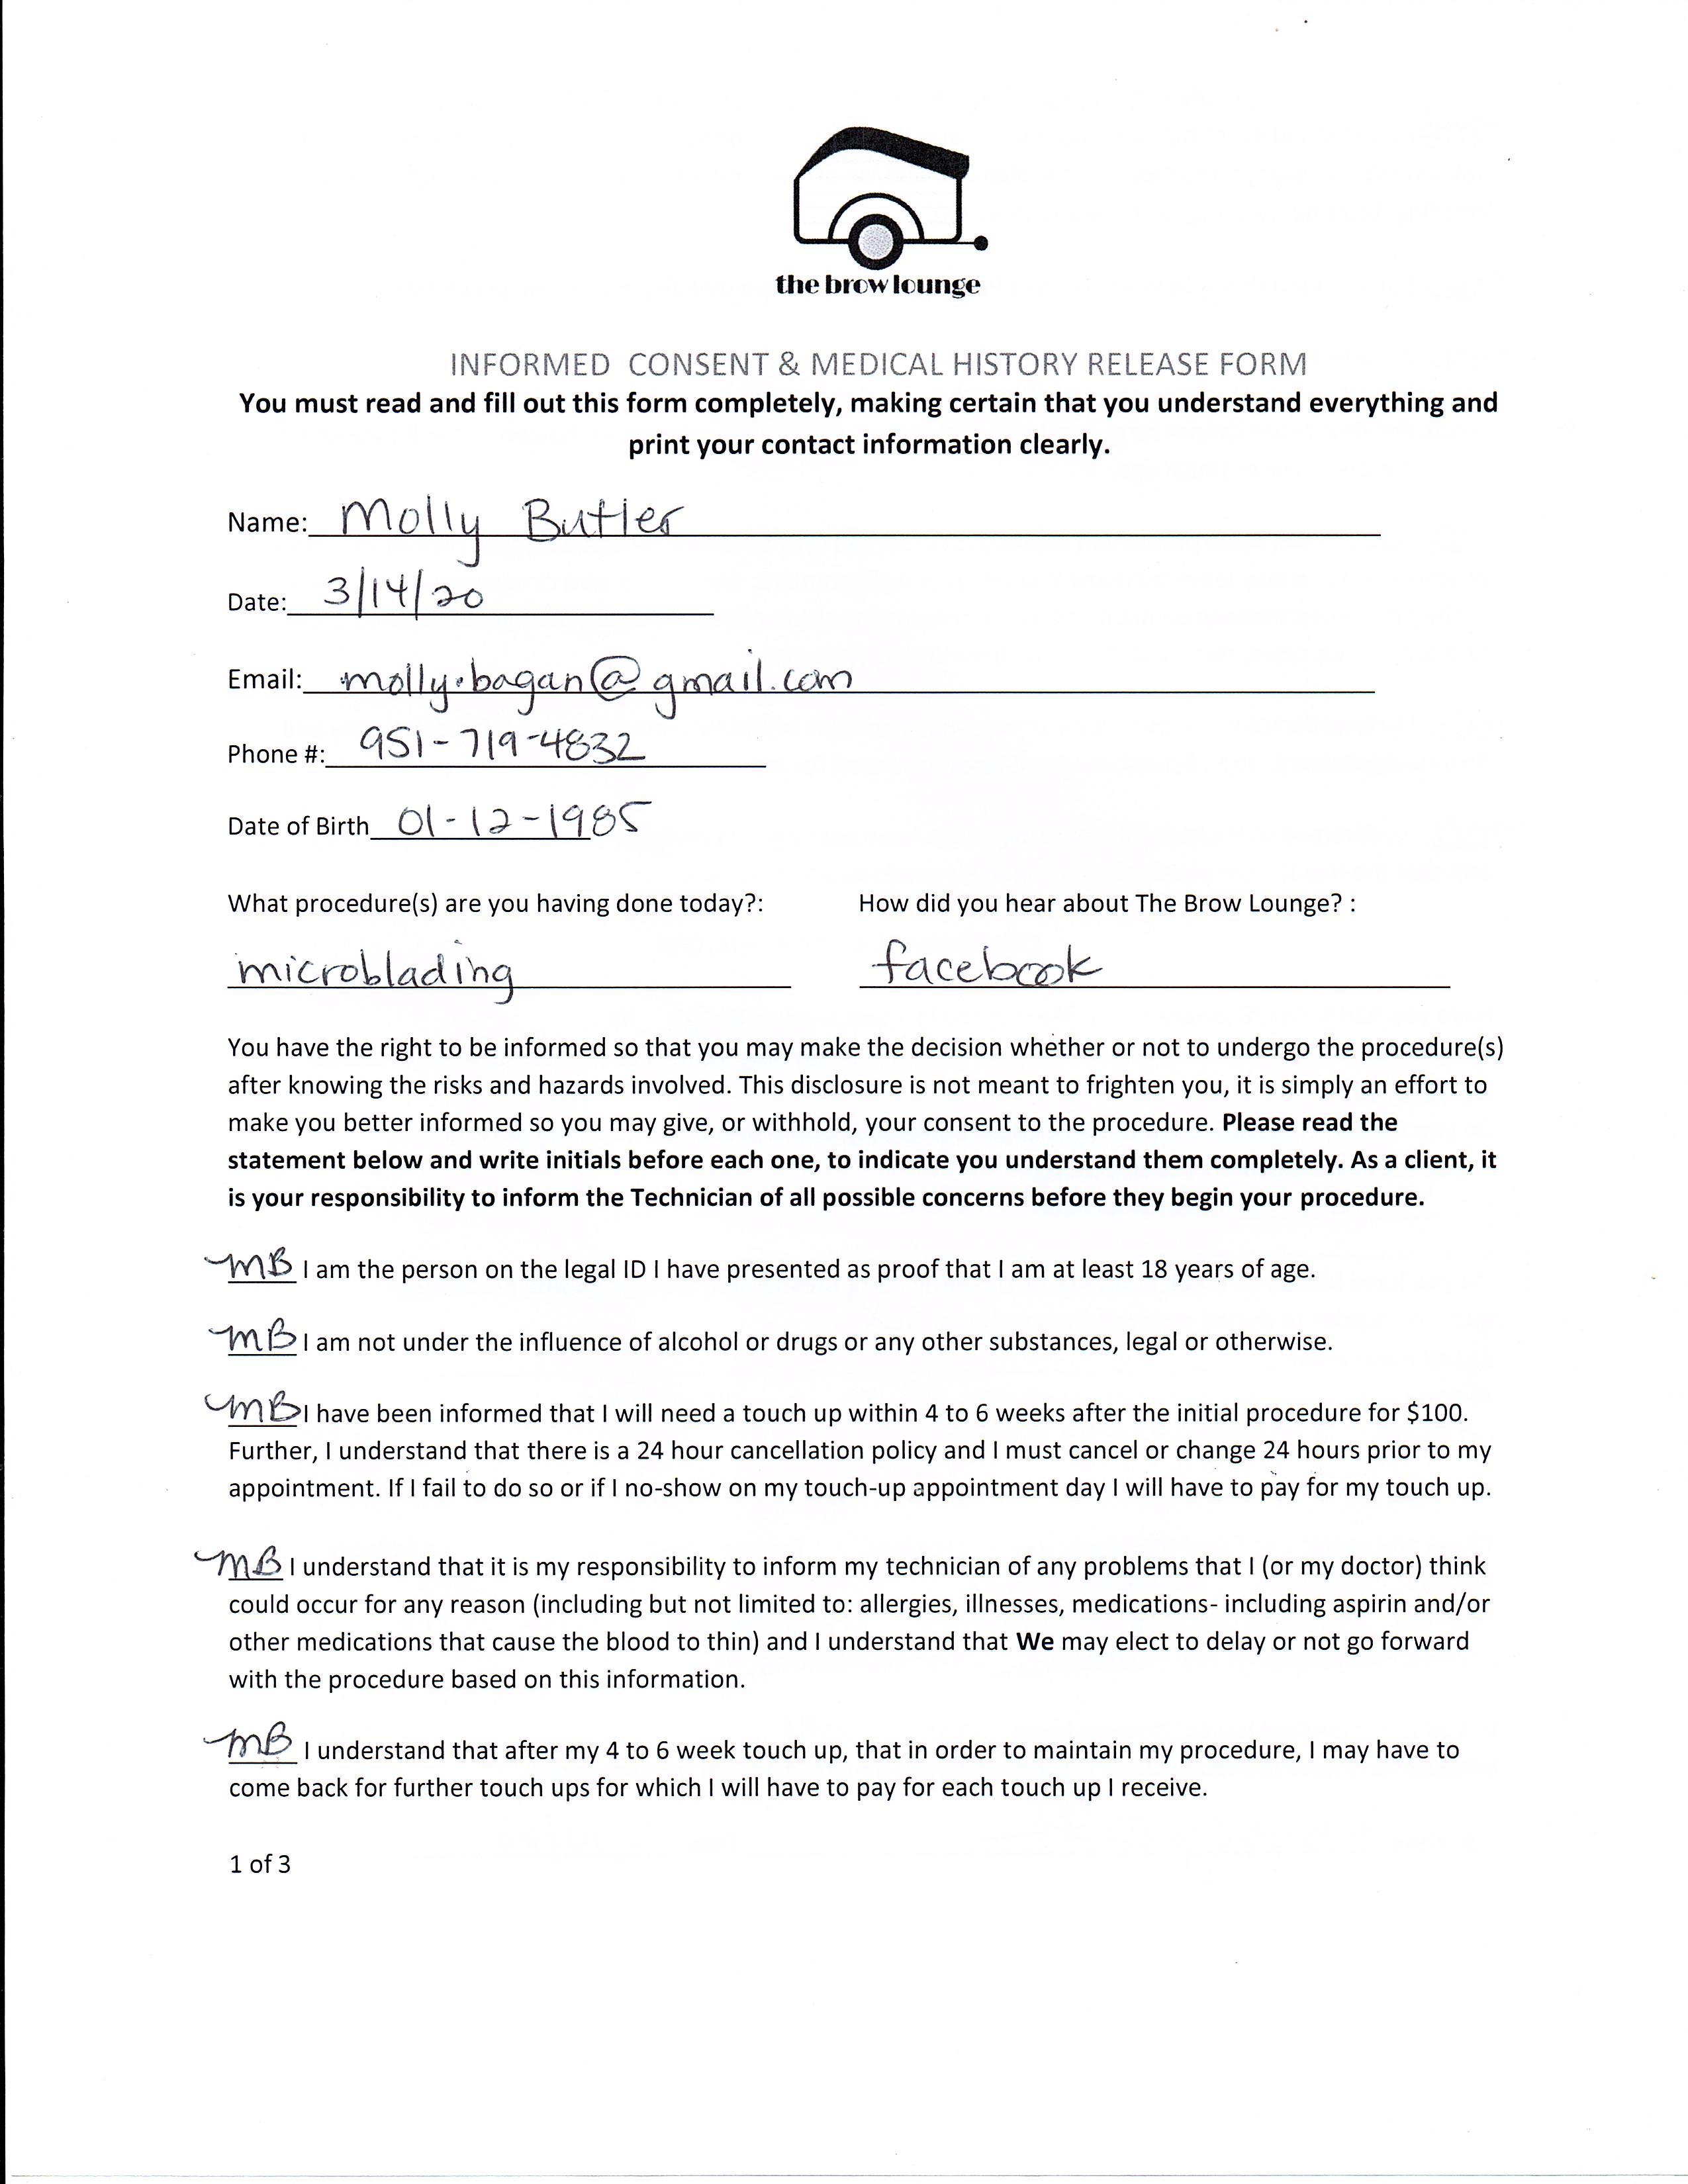 the brow lounge
INFORMED CONSENT & MEDICAL HISTORY RELEASE FORM
You must read and fill out this form completely, making certain that you understand everything and
print your contact information clearly.
Name: Molly Butler
Date: 3/14/20
Email: molly.bagan@gmail.com
Phone #: 951-719-4832
Date of Birth 01-12-1985
What procedure(s) are you having done today?: How did you hear about The Brow Lounge? :
microblading facebook
You have the right to be informed so that you may make the decision whether or not to undergo the procedure(s)
after knowing the risks and hazards involved. This disclosure is not meant to frighten you, it is simply an effort to
make you better informed so you may give, or withhold, your consent to the procedure. Please read the
statement below and write initials before each one, to indicate you understand them completely. As a client, it
is your responsibility to inform the Technician of all possible concerns before they begin your procedure.
MB I am the person on the legal ID I have presented as proof that I am at least 18 years of age.
MB I am not under the influence of alcohol or drugs or any other substances, legal or otherwise.
MB I have been informed that I will need a touch up within 4 to 6 weeks after the initial procedure for $100.
Further, I understand that there is a 24 hour cancellation policy and I must cancel or change 24 hours prior to my
appointment. If I fail to do so or if I no-show on my touch-up appointment day I will have to pay for my touch up.
MB I understand that it is my responsibility to inform my technician of any problems that I (or my doctor) think
could occur for any reason (including but not limited to: allergies, illnesses, medications- including aspirin and/or
other medications that cause the blood to thin) and I understand that We may elect to delay or not go forward
with the procedure based on this information.
MB I understand that after my 4 to 6 week touch up, that in order to maintain my procedure, I may have to
come back for further touch ups for which I will have to pay for each touch up I receive.
1 of 3